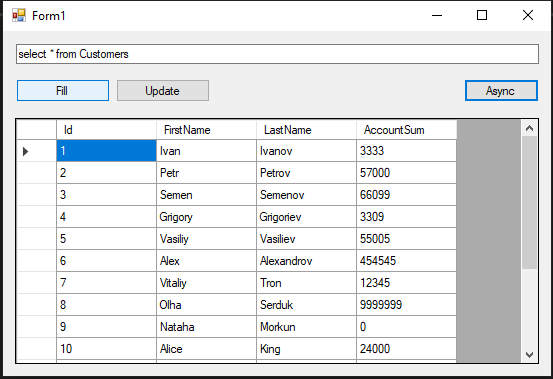 Form1
select * from Customers
Fill Update Async
Id FirstName LastName AccountSum
1 Ivan Ivanov 3333
2 Petr Petrov 57000
3 Semen Semenov 66099
4 Grigory Grigoriev 3309
5 Vasiliy Vasiliev 55005
6 Alex Alexandrov 454545
7 Vitaliy Tron 12345
8 Olha Serduk 9999999
9 Nataha Morkun 0
10 Alice King 24000